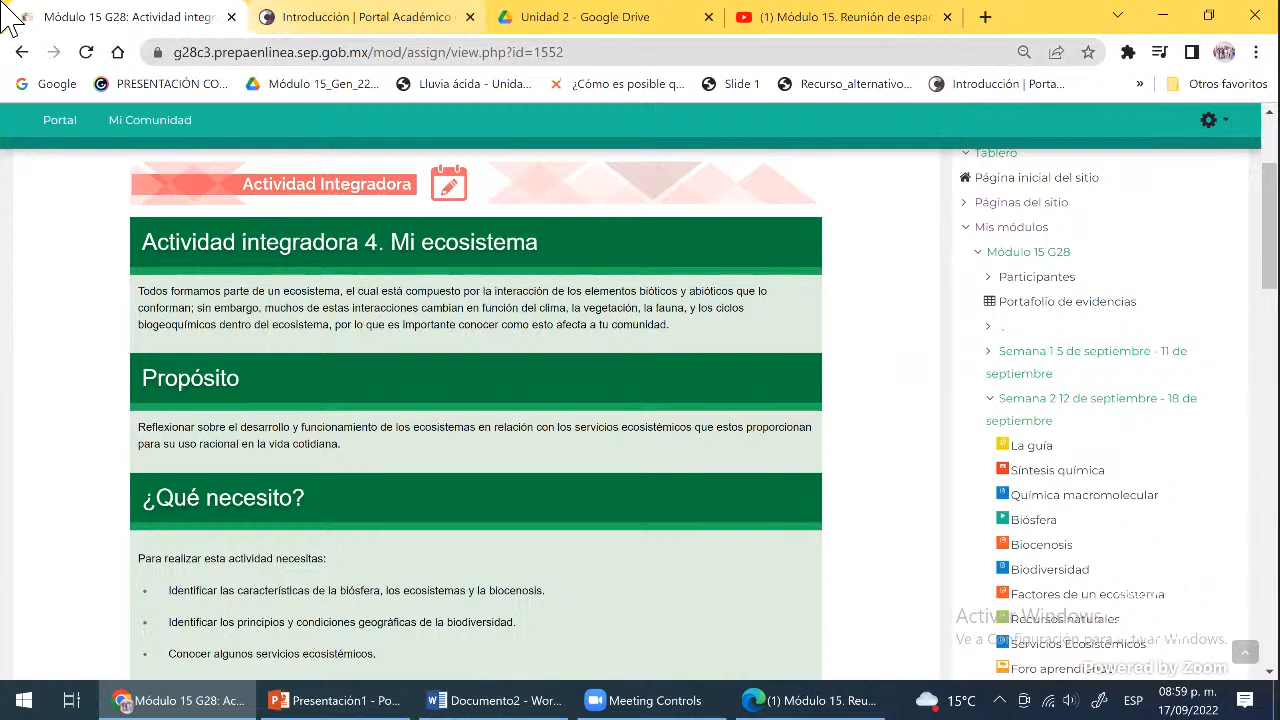 Módulo 15 G28: Actividad integr
Introducción | Portal Académico
Unidad 2 - Google Drive
(1) Módulo 15. Reunión de espac
g28c3.prepaenlinea.sep.gob.mx/mod/assign/view.php?id=1552
Google
PRESENTACIÓN CO...
Módulo 15_Gen_22...
Lluvia ácida - Unida...
¿Cómo es posible q...
Slide 1
Recurso_alternativo...
Introducción | Porta...
»
Otros favoritos
Portal
Mi Comunidad
Actividad Integradora
Actividad integradora 4. Mi ecosistema
Todos formamos parte de un ecosistema, el cual está compuesto por la interacción de los elementos bióticos y abióticos que lo
conforman; sin embargo, muchos de estas interacciones cambian en función del clima, la vegetación, la fauna, y los ciclos
biogeoquímicos dentro del ecosistema, por lo que es importante conocer como esto afecta a tu comunidad.
Propósito
Reflexionar sobre el desarrollo y funcionamiento de los ecosistemas en relación con los servicios ecosistémicos que estos proporcionan
para su uso racional en la vida cotidiana.
¿Qué necesito?
Para realizar esta actividad necesitas:
• Identificar las características de la biósfera, los ecosistemas y la biocenosis.
• Identificar los principios y condiciones geográficas de la biodiversidad.
• Conocer algunos servicios ecosistémicos.
Tablero
Página inicial del sitio
Páginas del sitio
Mis módulos
Módulo 15 G28
Participantes
Portafolio de evidencias
.
Semana 1 5 de septiembre - 11 de
septiembre
Semana 2 12 de septiembre - 18 de
septiembre
La guía
Síntesis química
Química macromolecular
Biósfera
Biocenosis
Biodiversidad
Factores de un ecosistema
Recursos naturales
Servicios Ecosistémicos
Foro aprendi
Activar Windows
Ve a Configuración para activar Windows.
Powered by Zoom
Módulo 15 G28: Ac...
Presentación1 - Po...
Documento2 - Wor...
Meeting Controls
(1) Módulo 15. Reu...
15°C
ESP
08:59 p. m.
17/09/2022